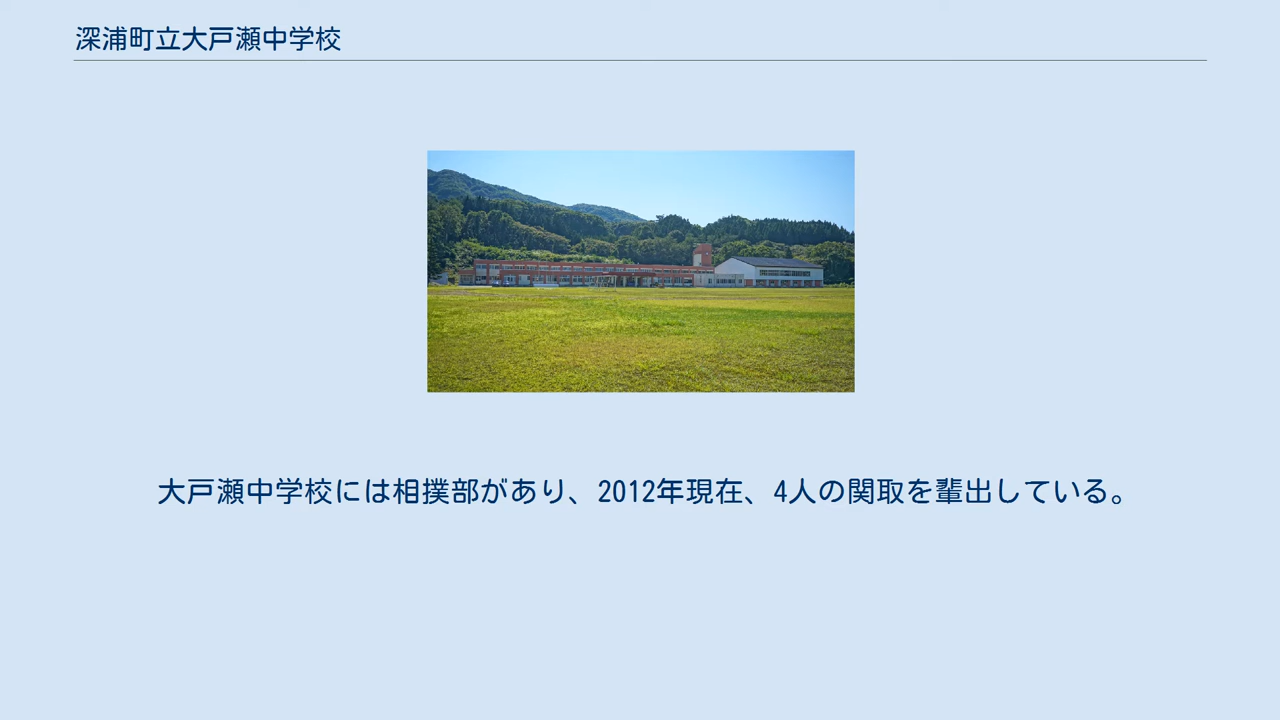 深浦町立大戸瀬中学校
大戸瀬中学校には相撲部があり、2012年現在、4人の関取を輩出している。